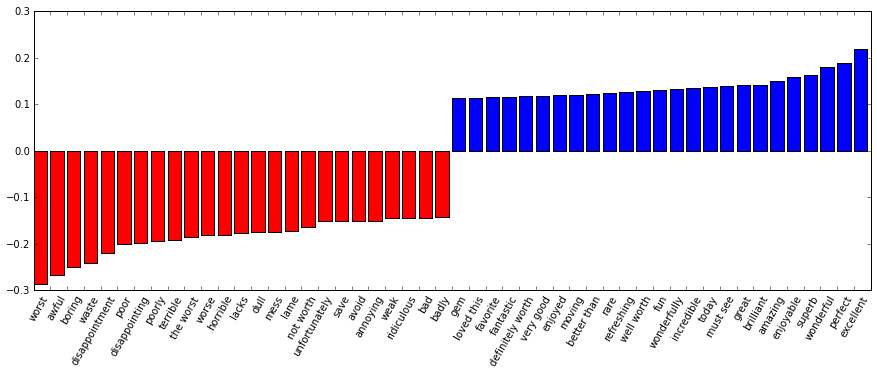 0.3
0.2
0.1
0.0
−0.1
−0.2
−0.3
worst
awful
boring
waste
disappointment
poor
disappointing
poorly
terrible
the worst
worse
horrible
lacks
dull
mess
lame
not worth
unfortunately
save
avoid
annoying
weak
ridiculous
bad
badly
gem
loved this
favorite
fantastic
definitely worth
very good
enjoyed
moving
better than
rare
refreshing
well worth
fun
wonderfully
incredible
today
must see
great
brilliant
amazing
enjoyable
superb
wonderful
perfect
excellent